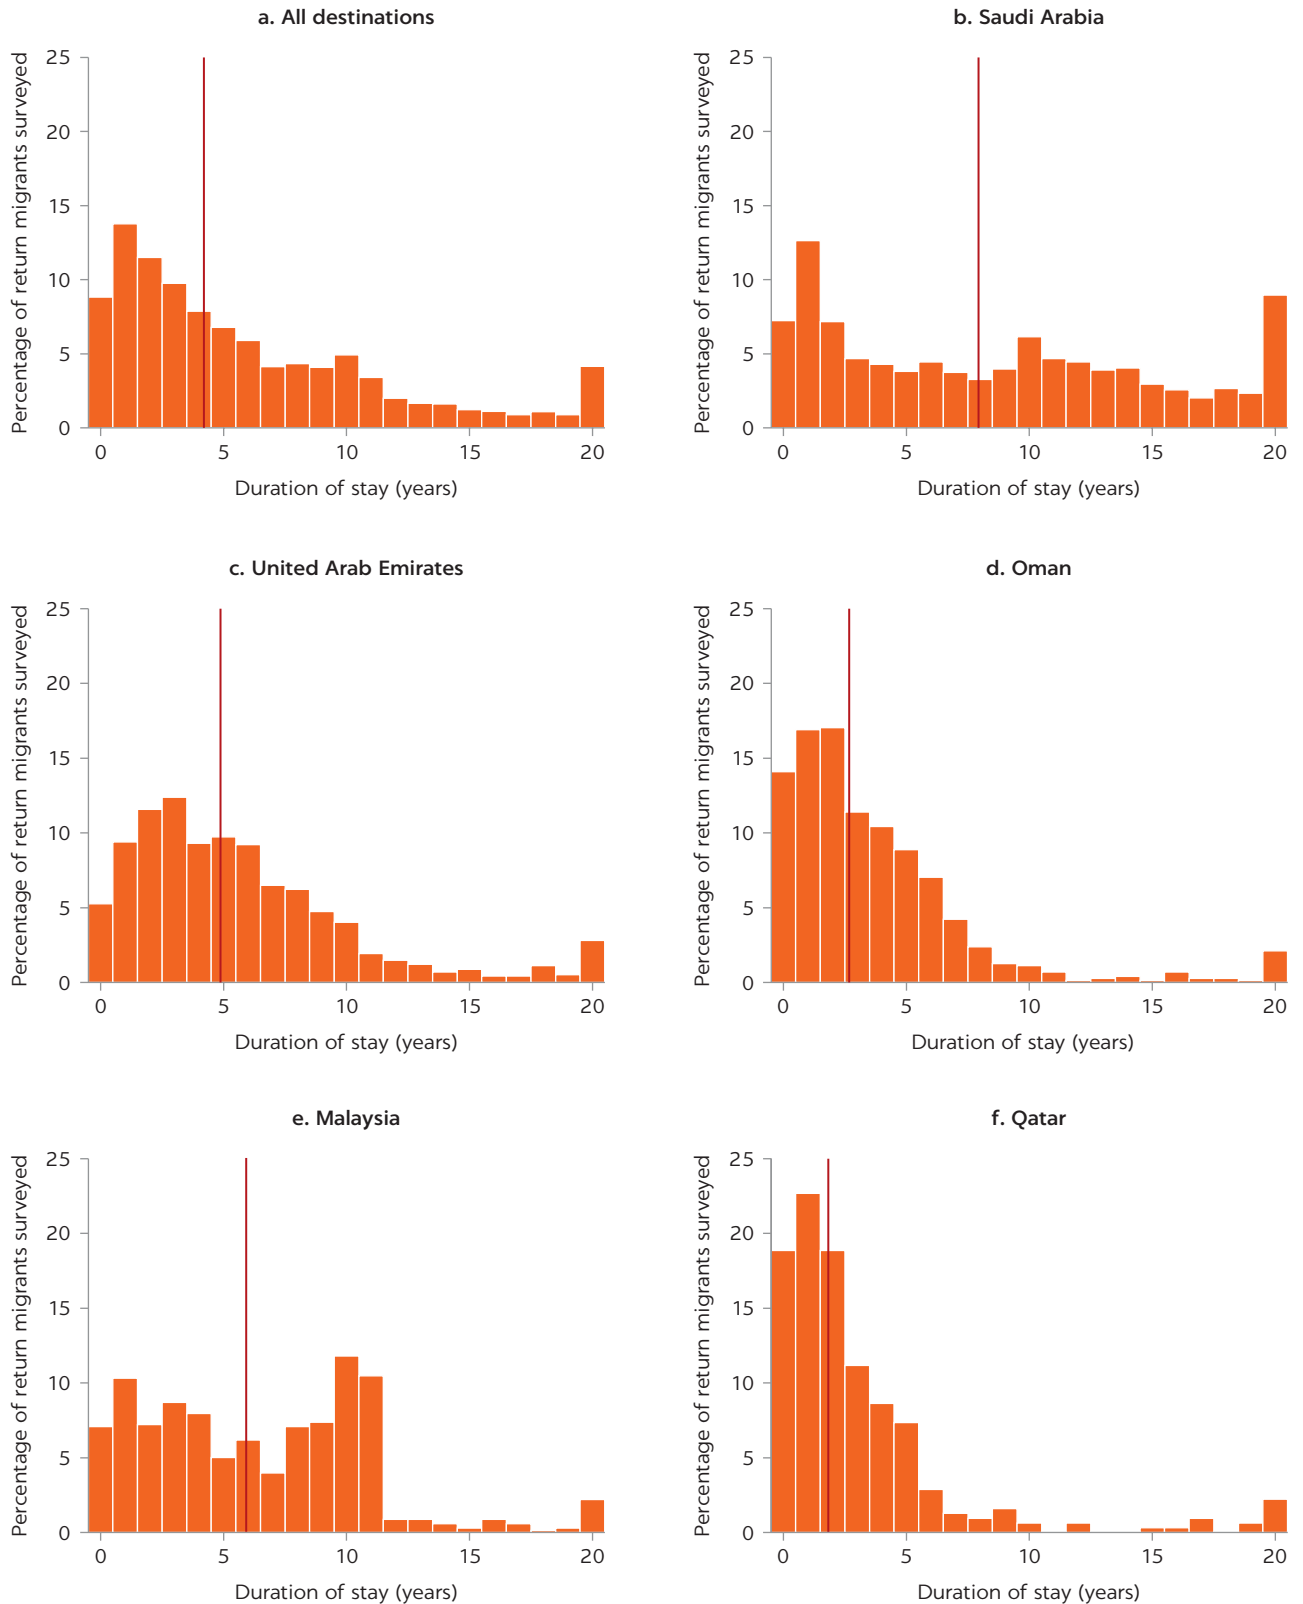 a. All destinations
Percentage of return migrants surveyed
25
20
15
10
5
0
0 5 10 15 20
Duration of stay (years)
b. Saudi Arabia
Percentage of return migrants surveyed
25
20
15
10
5
0
0 5 10 15 20
Duration of stay (years)
c. United Arab Emirates
Percentage of return migrants surveyed
25
20
15
10
5
0
0 5 10 15 20
Duration of stay (years)
d. Oman
Percentage of return migrants surveyed
25
20
15
10
5
0
0 5 10 15 20
Duration of stay (years)
e. Malaysia
Percentage of return migrants surveyed
25
20
15
10
5
0
0 5 10 15 20
Duration of stay (years)
f. Qatar
Percentage of return migrants surveyed
25
20
15
10
5
0
0 5 10 15 20
Duration of stay (years)